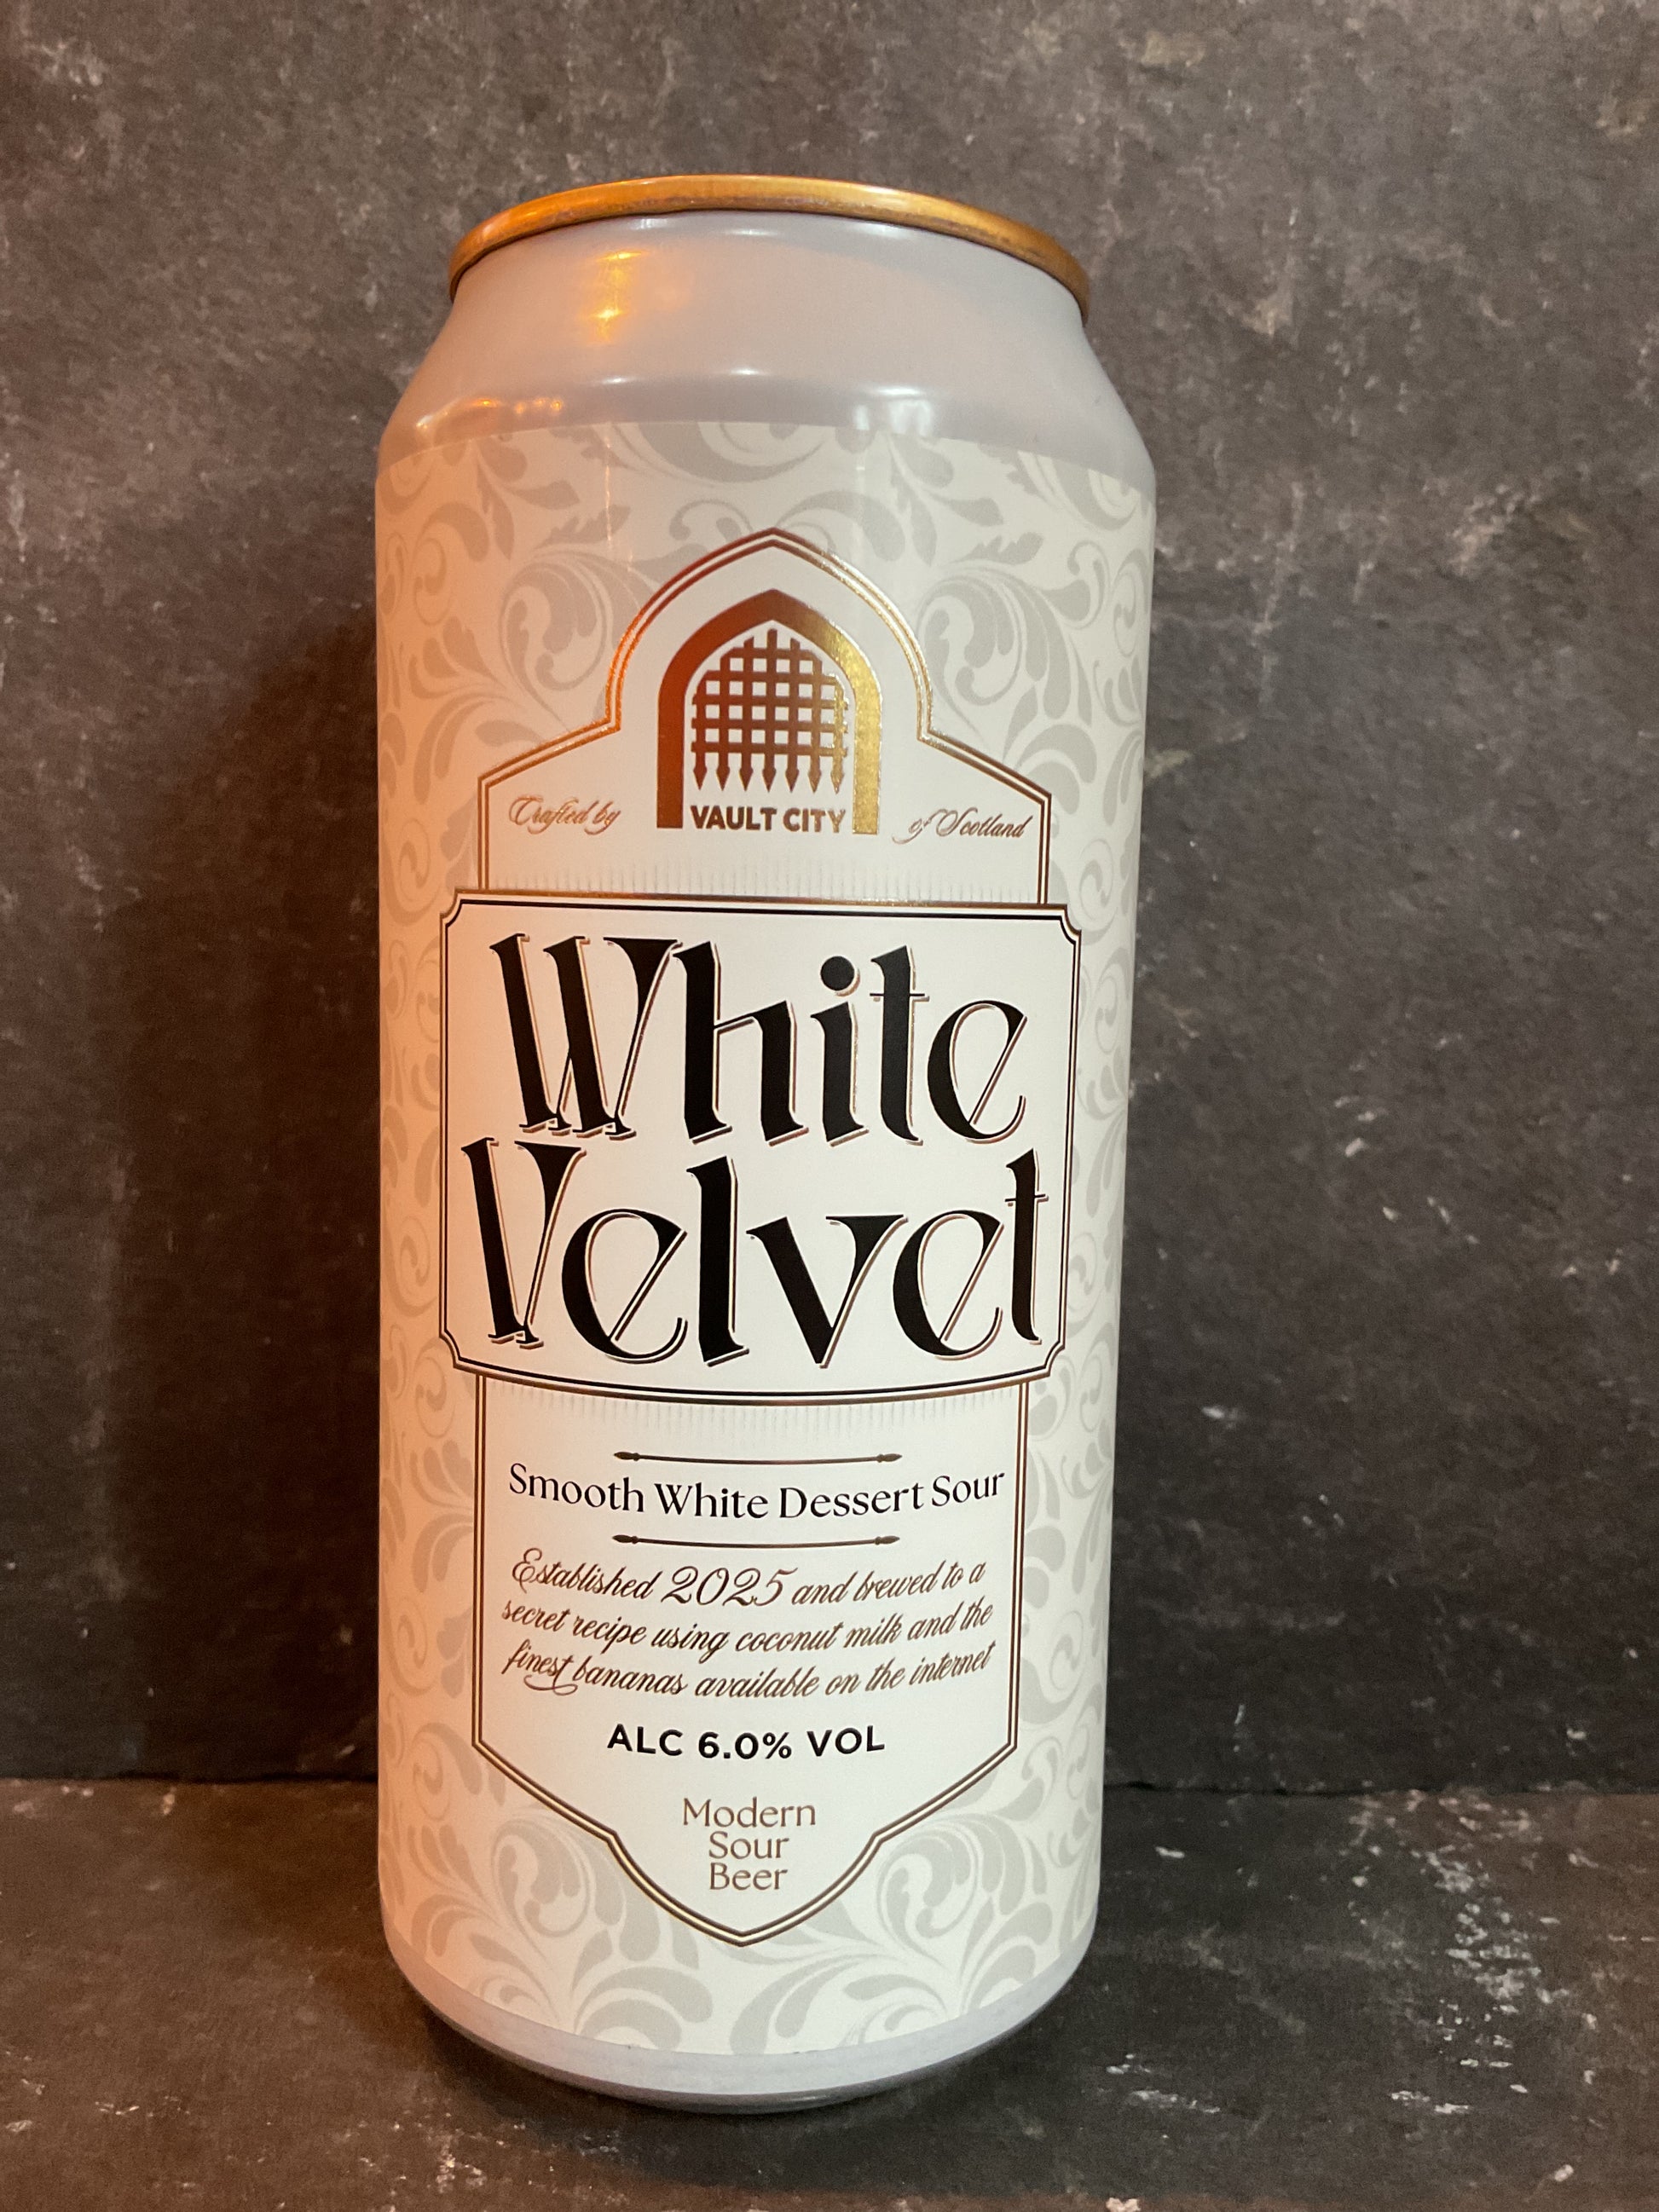 Crafted by VAULT CITY of Scotland
White
Velvet
Smooth White Dessert Sour
Established 2025 and brewed to a
secret recipe using coconut milk and the
finest bananas available on the internet
ALC 6.0% VOL
Modern
Sour
Beer